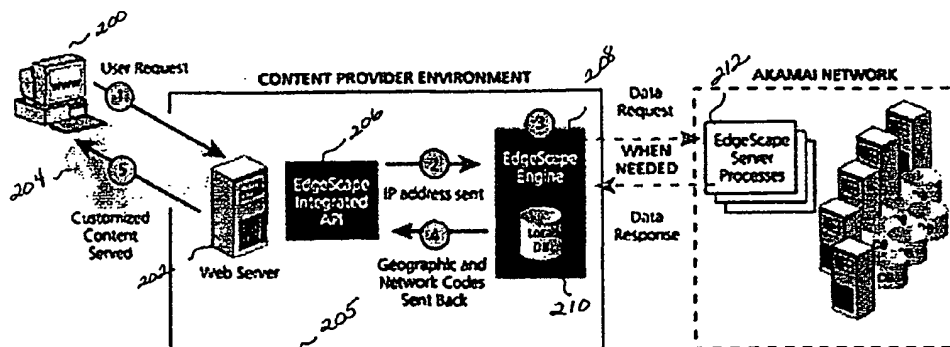 200
WWW
User Request
1
CONTENT PROVIDER ENVIRONMENT
208
212
AKAMAI NETWORK
Data
Request
206
3
EdgeScape
Engine
WHEN
NEEDED
EdgeScape
Server
Processes
204
5
2
EdgeScape
Integrated
API
IP address sent
Customized
Content
Served
4
Local
DB
Data
Response
202
Web Server
Geographic and
Network Codes
Sent Back
210
205